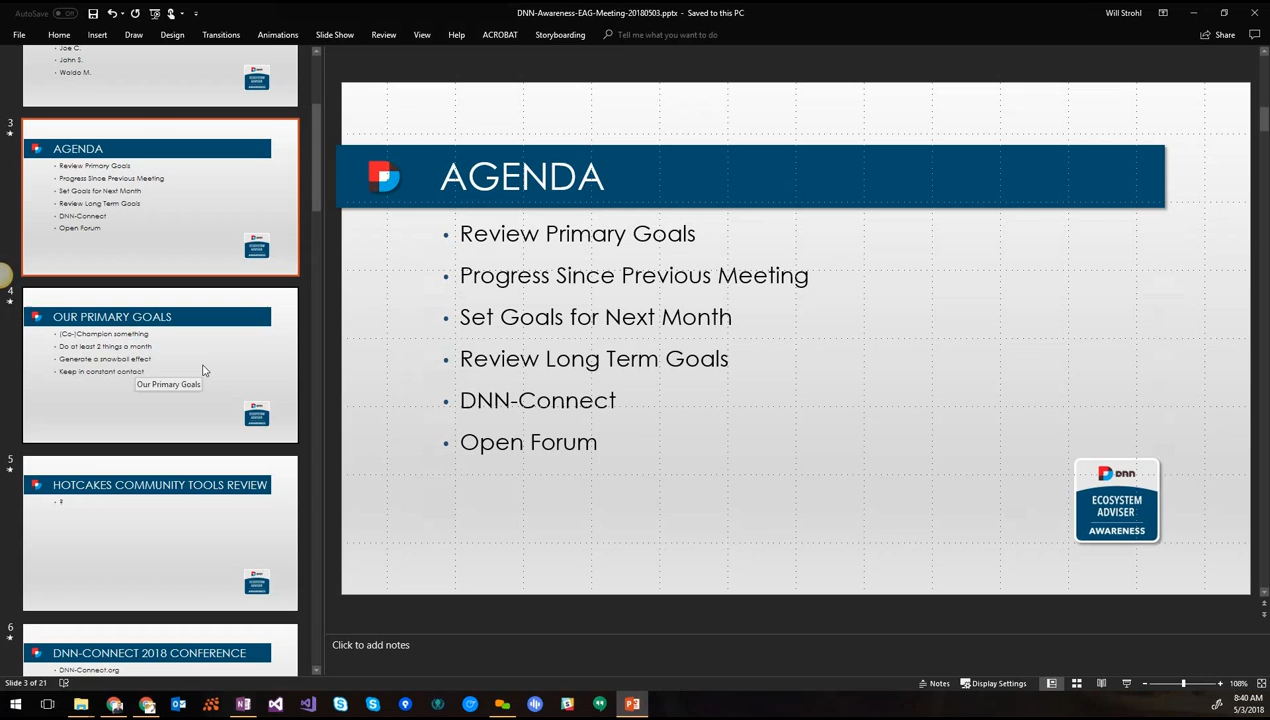 AutoSave Off
DNN-Awareness-EAG-Meeting-20180503.pptx - Saved to this PC
Will Strohl
File Home Insert Draw Design Transitions Animations Slide Show Review View Help ACROBAT Storyboarding Tell me what you want to do
Share
• Joe C.
• John S.
• Waldo M.
3
AGENDA
• Review Primary Goals
• Progress Since Previous Meeting
• Set Goals for Next Month
• Review Long Term Goals
• DNN-Connect
• Open Forum
4
OUR PRIMARY GOALS
• (Co-)Champion something
• Do at least 2 things a month
• Generate a snowball effect
• Keep in constant contact
Our Primary Goals
5
HOTCAKES COMMUNITY TOOLS REVIEW
6
DNN-CONNECT 2018 CONFERENCE
• DNN-Connect.org
AGENDA
• Review Primary Goals
• Progress Since Previous Meeting
• Set Goals for Next Month
• Review Long Term Goals
• DNN-Connect
• Open Forum
DNN
ECOSYSTEM
ADVISER
AWARENESS
Click to add notes
Slide 3 of 21
Notes Display Settings
108%
8:40 AM
5/3/2018